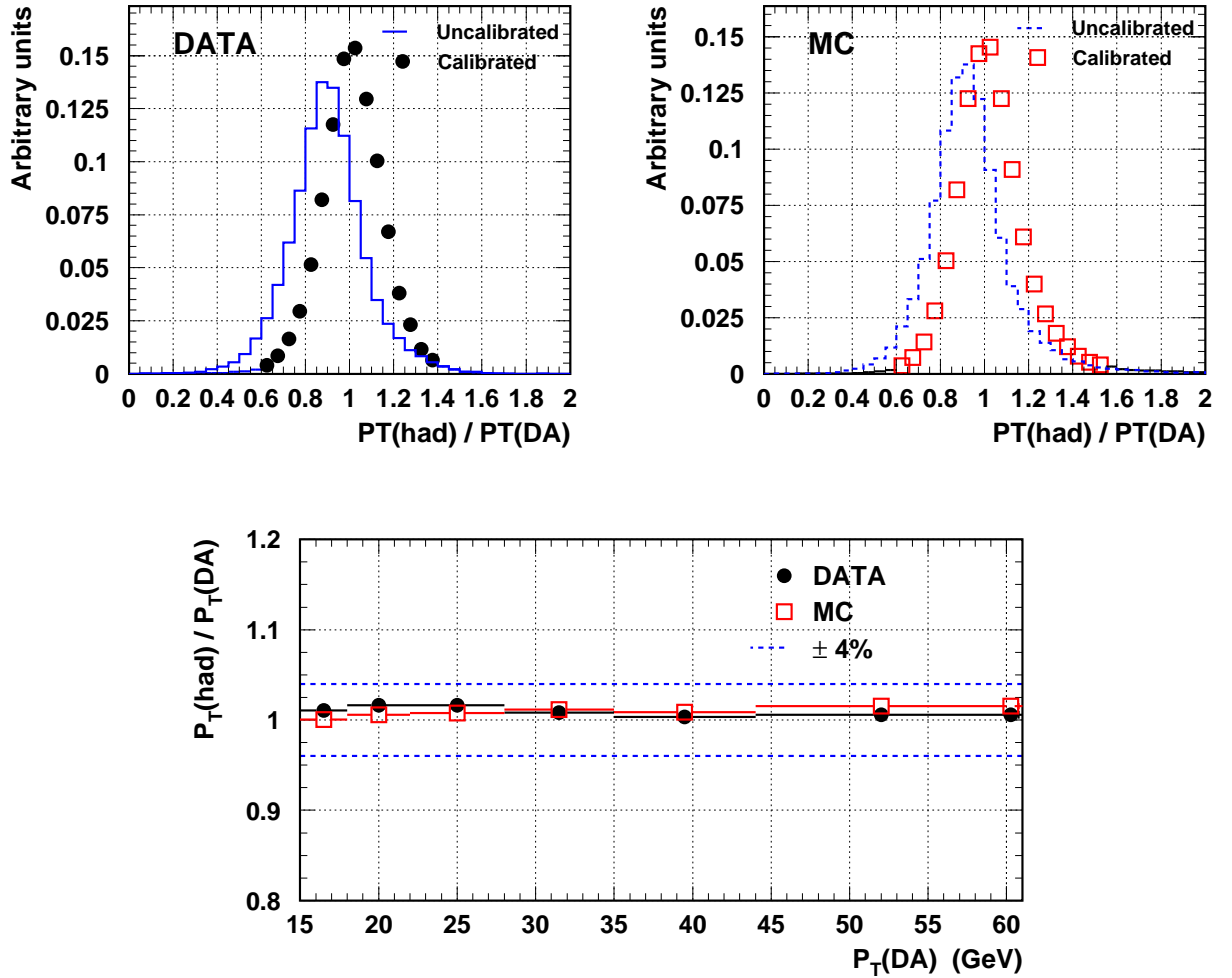 Arbitrary units
DATA
Uncalibrated
Calibrated
0.15
0.125
0.1
0.075
0.05
0.025
0
0 0.2 0.4 0.6 0.8 1 1.2 1.4 1.6 1.8 2
PT(had) / PT(DA)
Arbitrary units
MC
Uncalibrated
Calibrated
0.15
0.125
0.1
0.075
0.05
0.025
0
0 0.2 0.4 0.6 0.8 1 1.2 1.4 1.6 1.8 2
PT(had) / PT(DA)
P_T(had) / P_T(DA)
1.2
1.1
1
0.9
0.8
DATA
MC
± 4%
15 20 25 30 35 40 45 50 55 60
P_T(DA) (GeV)